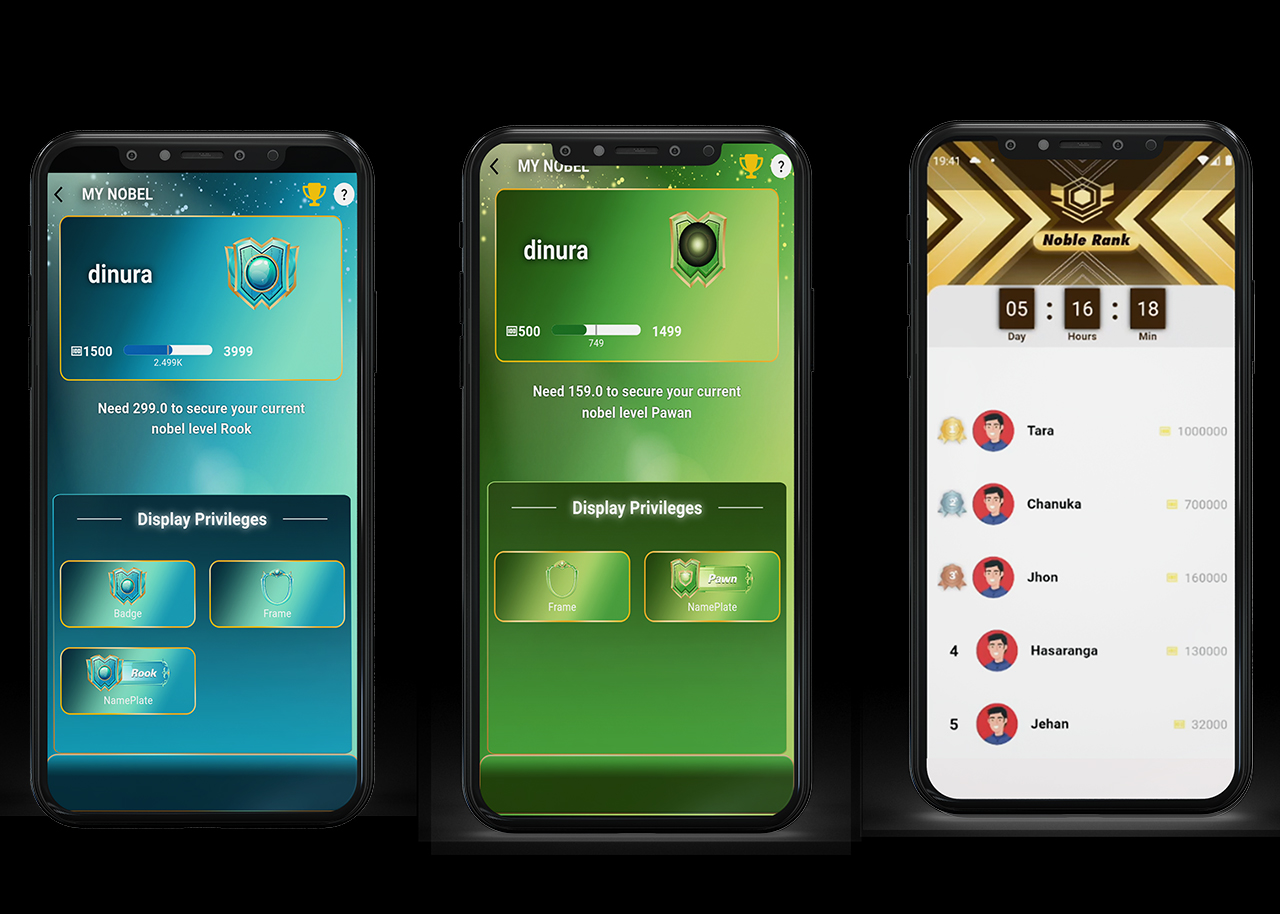 MY NOBEL
?
dinura
1500
3999
2.499K
Need 299.0 to secure your current
nobel level Rook
Display Privileges
Badge
Frame
Rook
NamePlate
MY NOBEL
?
dinura
500
1499
749
Need 159.0 to secure your current
nobel level Pawan
Display Privileges
Frame
Pawn
NamePlate
19:41
Noble Rank
05 : 16 : 18
Day Hours Min
1 Tara 1000000
2 Chanuka 700000
3 Jhon 160000
4 Hasaranga 130000
5 Jehan 32000